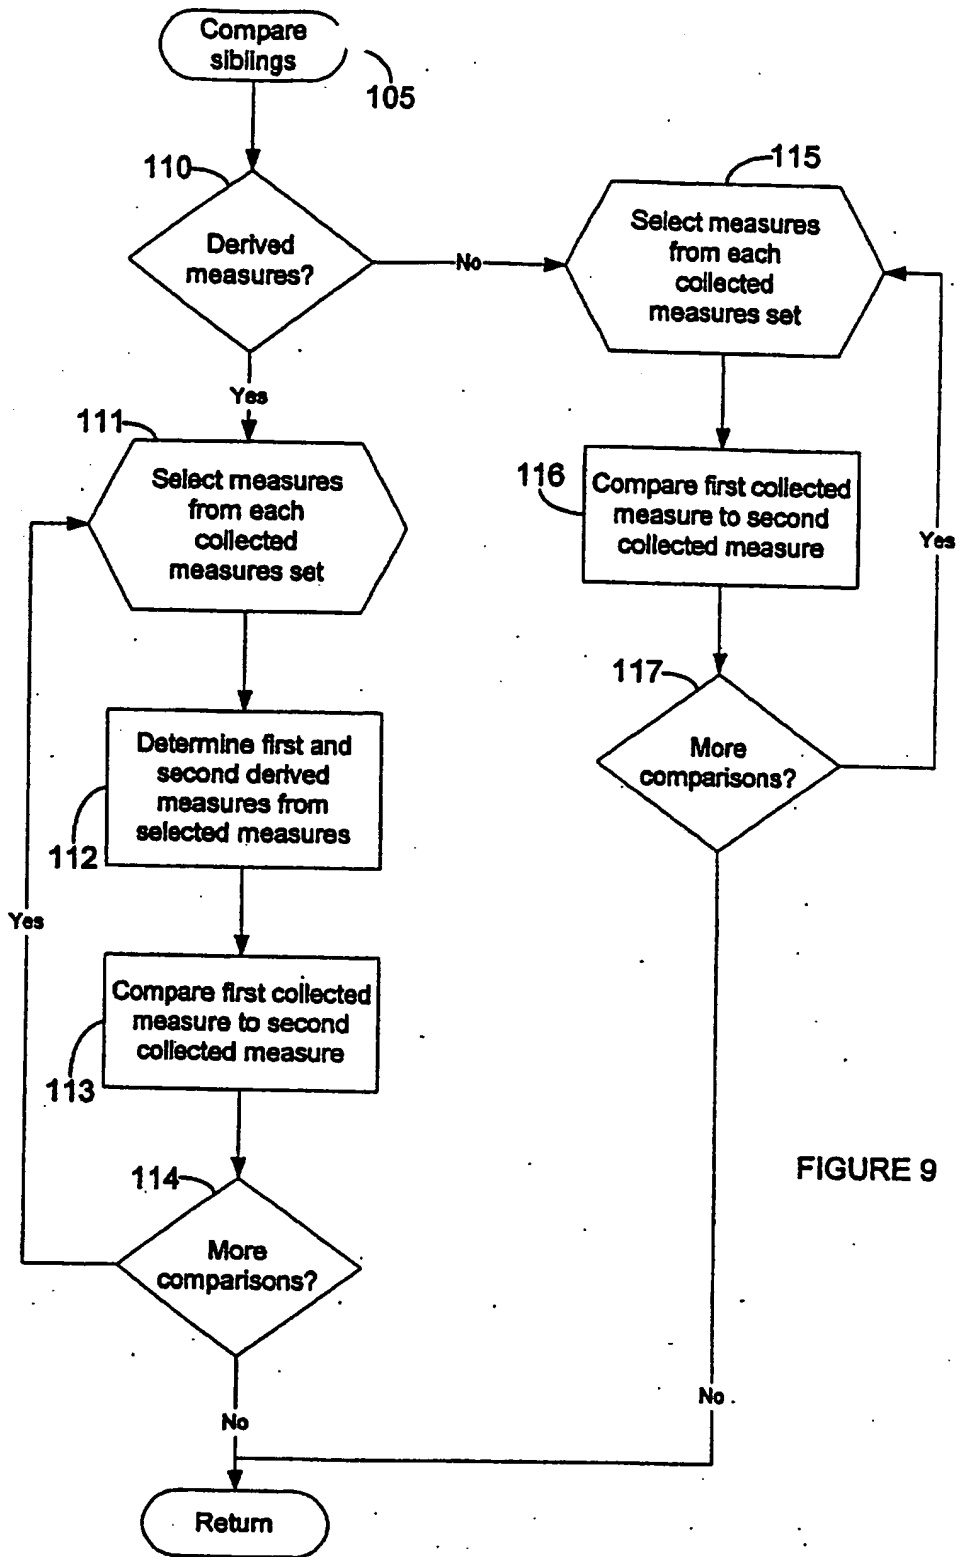 Compare
siblings
105
110
Derived
measures?
No
Yes
115
Select measures
from each
collected
measures set
111
Select measures
from each
collected
measures set
116
Compare first collected
measure to second
collected measure
Yes
117
More
comparisons?
Determine first and
second derived
measures from
selected measures
112
Yes
Compare first collected
measure to second
collected measure
113
114
More
comparisons?
FIGURE 9
No
No
Return